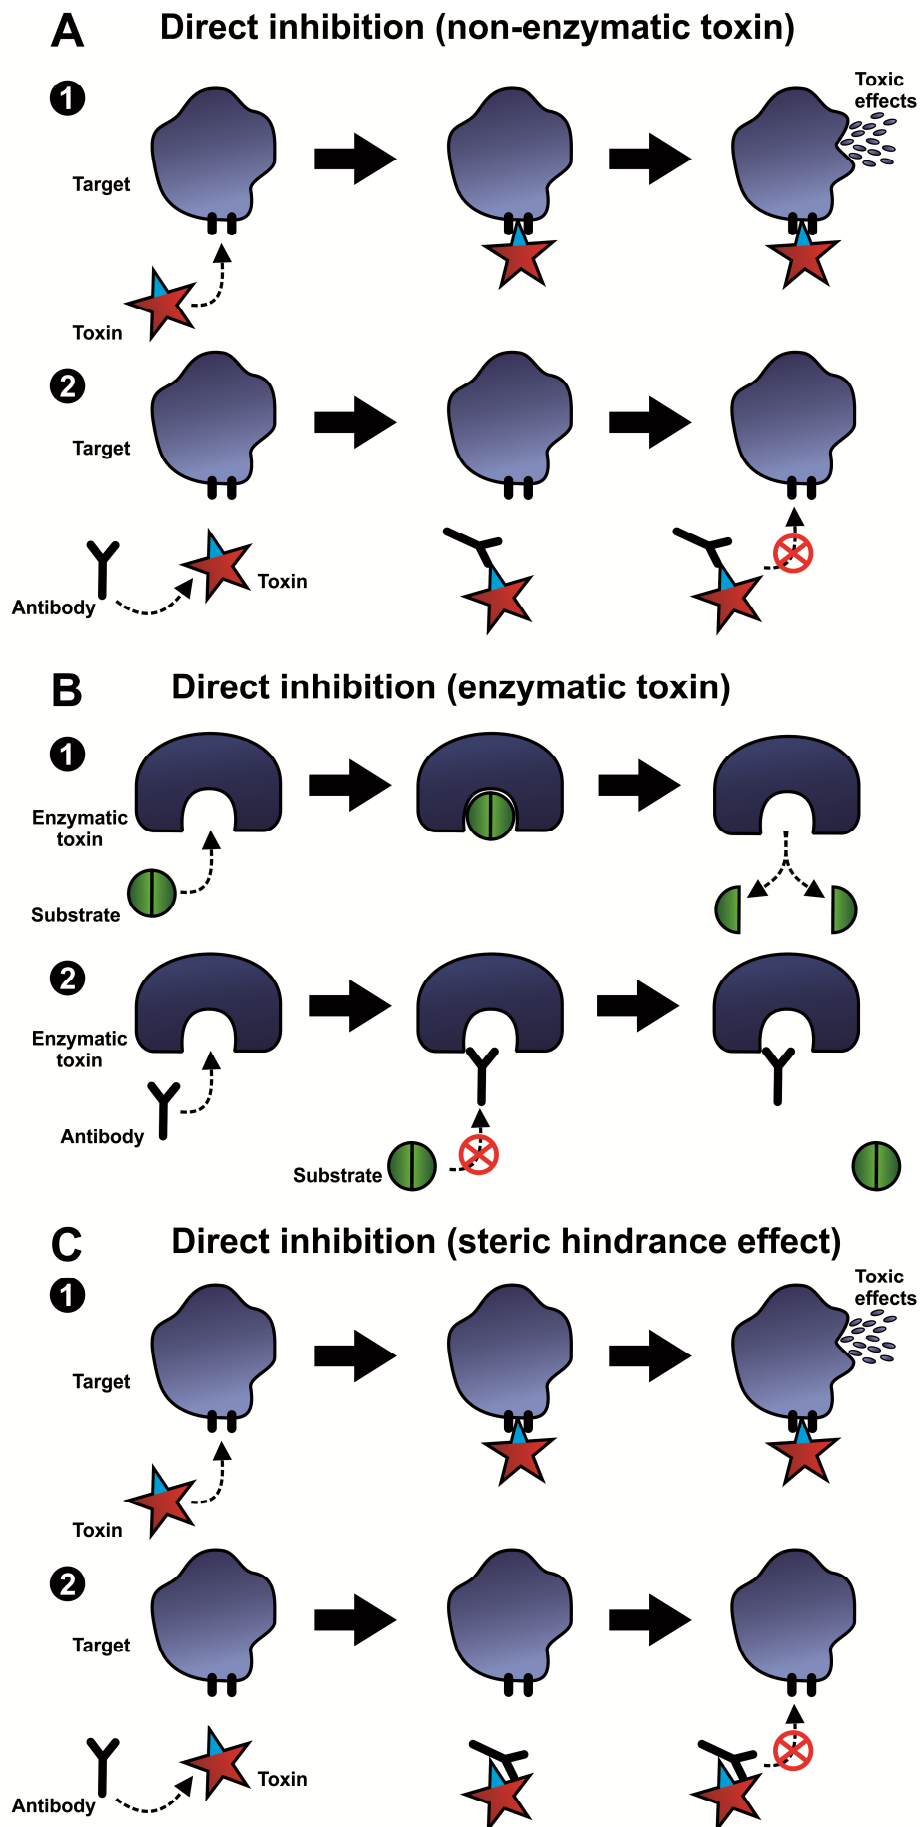 A Direct inhibition (non-enzymatic toxin)
1
Toxic
effects
Target
Toxin
2
Target
Toxin
Antibody
B Direct inhibition (enzymatic toxin)
1
Enzymatic
toxin
Substrate
2
Enzymatic
toxin
Antibody
Substrate
C Direct inhibition (steric hindrance effect)
1
Toxic
effects
Target
Toxin
2
Target
Toxin
Antibody